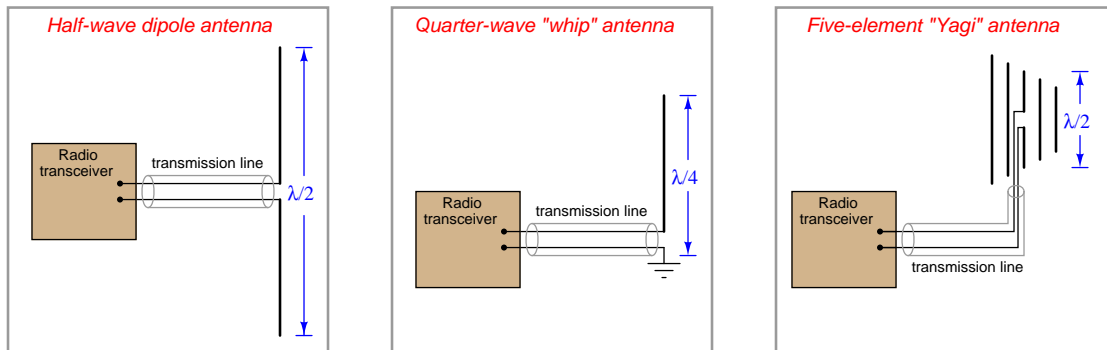 Half-wave dipole antenna
Radio
transceiver
transmission line
λ/2
Quarter-wave "whip" antenna
Radio
transceiver
transmission line
λ/4
Five-element "Yagi" antenna
Radio
transceiver
transmission line
λ/2